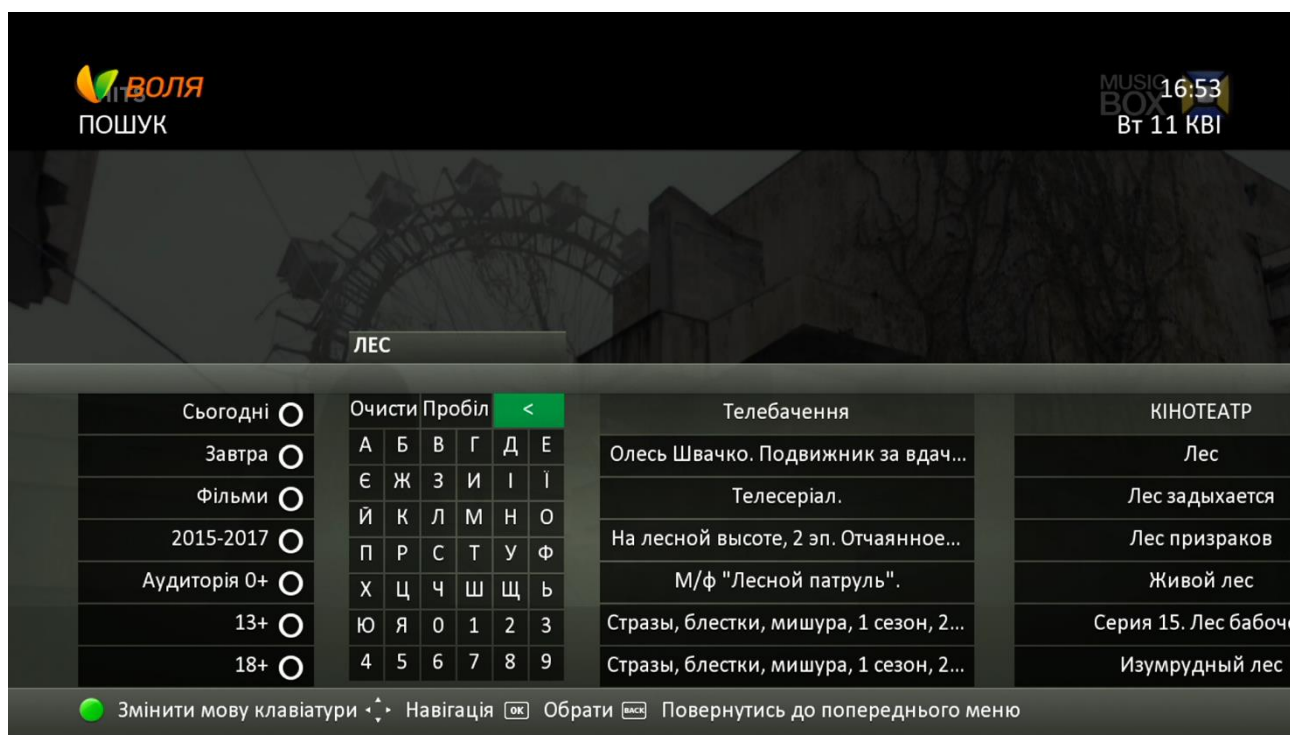 ВОЛЯ
HITS
ПОШУК
MUSIC
BOX
16:53
Вт 11 КВІ
ЛЕС
Сьогодні
Завтра
Фільми
2015-2017
Аудиторія 0+
13+
18+
Очисти Пробіл <
А Б В Г Д Е
Є Ж З И І Ї
Й К Л М Н О
П Р С Т У Ф
Х Ц Ч Ш Щ Ь
Ю Я 0 1 2 3
4 5 6 7 8 9
Телебачення
Олесь Швачко. Подвижник за вдач...
Телесеріал.
На лесной высоте, 2 эп. Отчаянное...
М/ф "Лесной патруль".
Стразы, блестки, мишура, 1 сезон, 2...
Стразы, блестки, мишура, 1 сезон, 2...
КІНОТЕАТР
Лес
Лес задыхается
Лес призраков
Живой лес
Серия 15. Лес бабоч
Изумрудный лес
Змінити мову клавіатури Навігація OK Обрати BACK Повернутись до попереднього меню